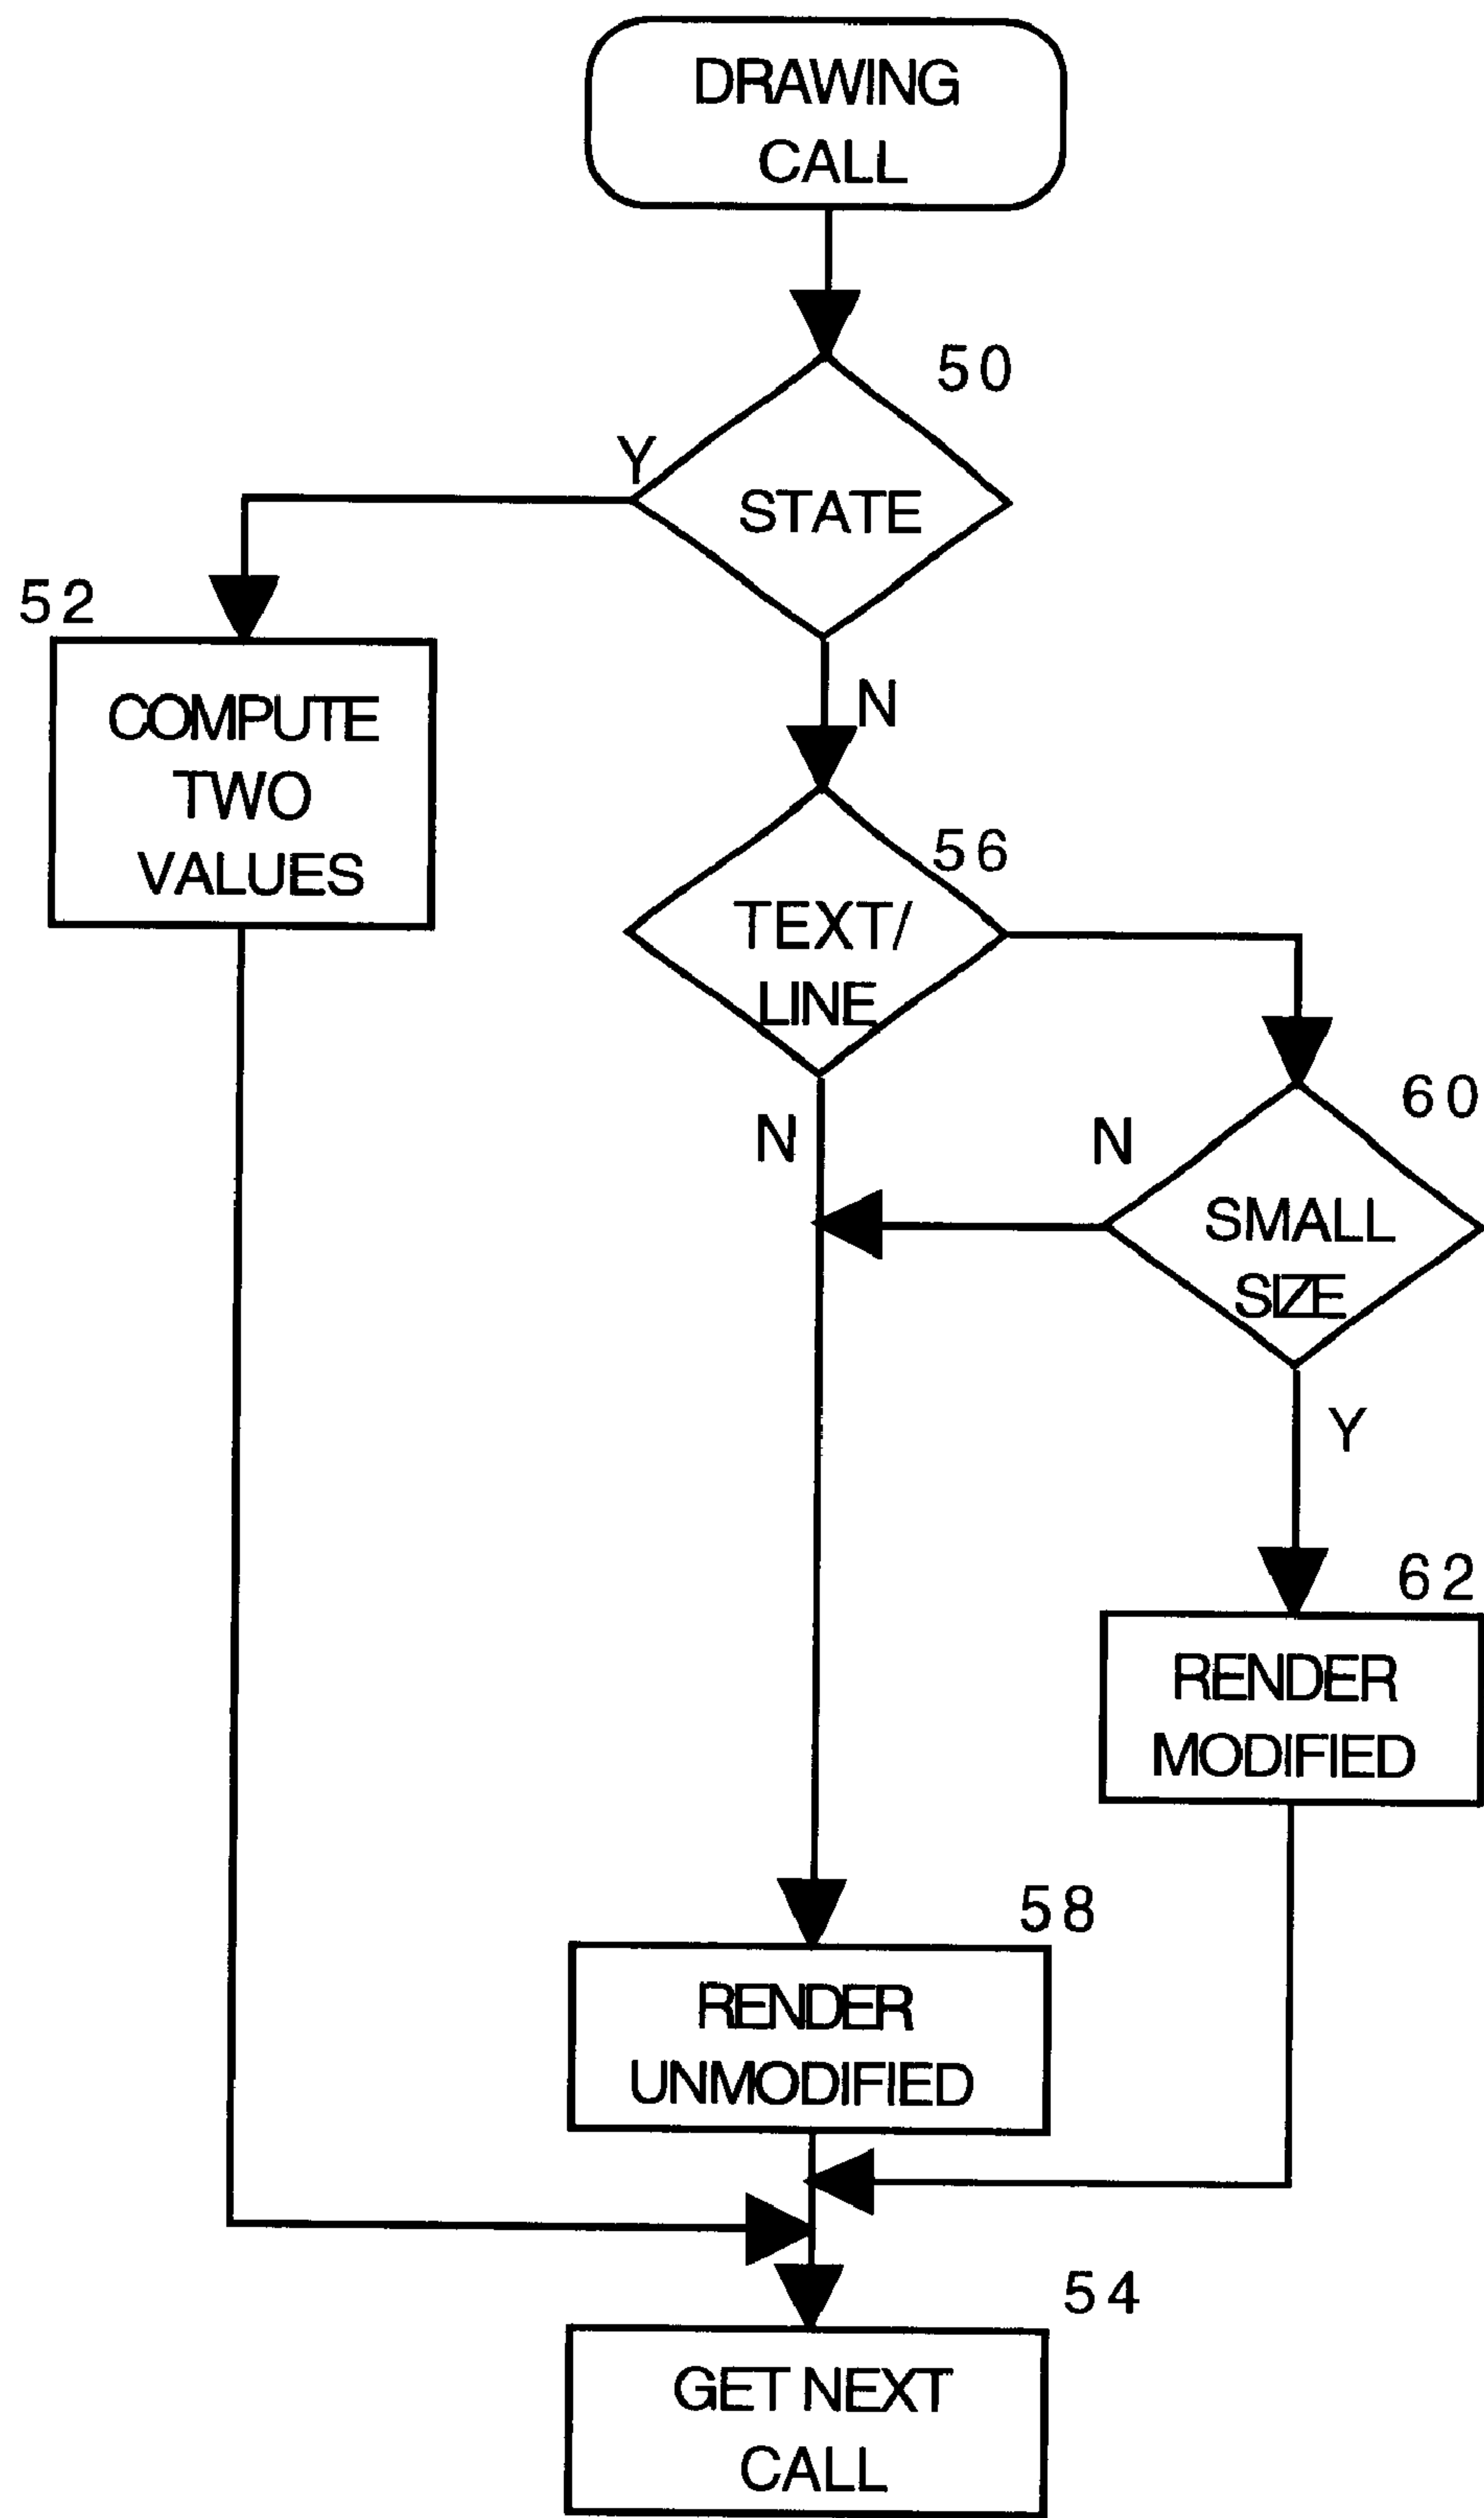 DRAWING
CALL
50
Y
STATE
52
N
COMPUTE
TWO
VALUES
56
TEXT/
LINE
60
N
N
SMALL
SIZE
Y
62
RENDER
MODIFIED
58
RENDER
UNMODIFIED
54
GET NEXT
CALL